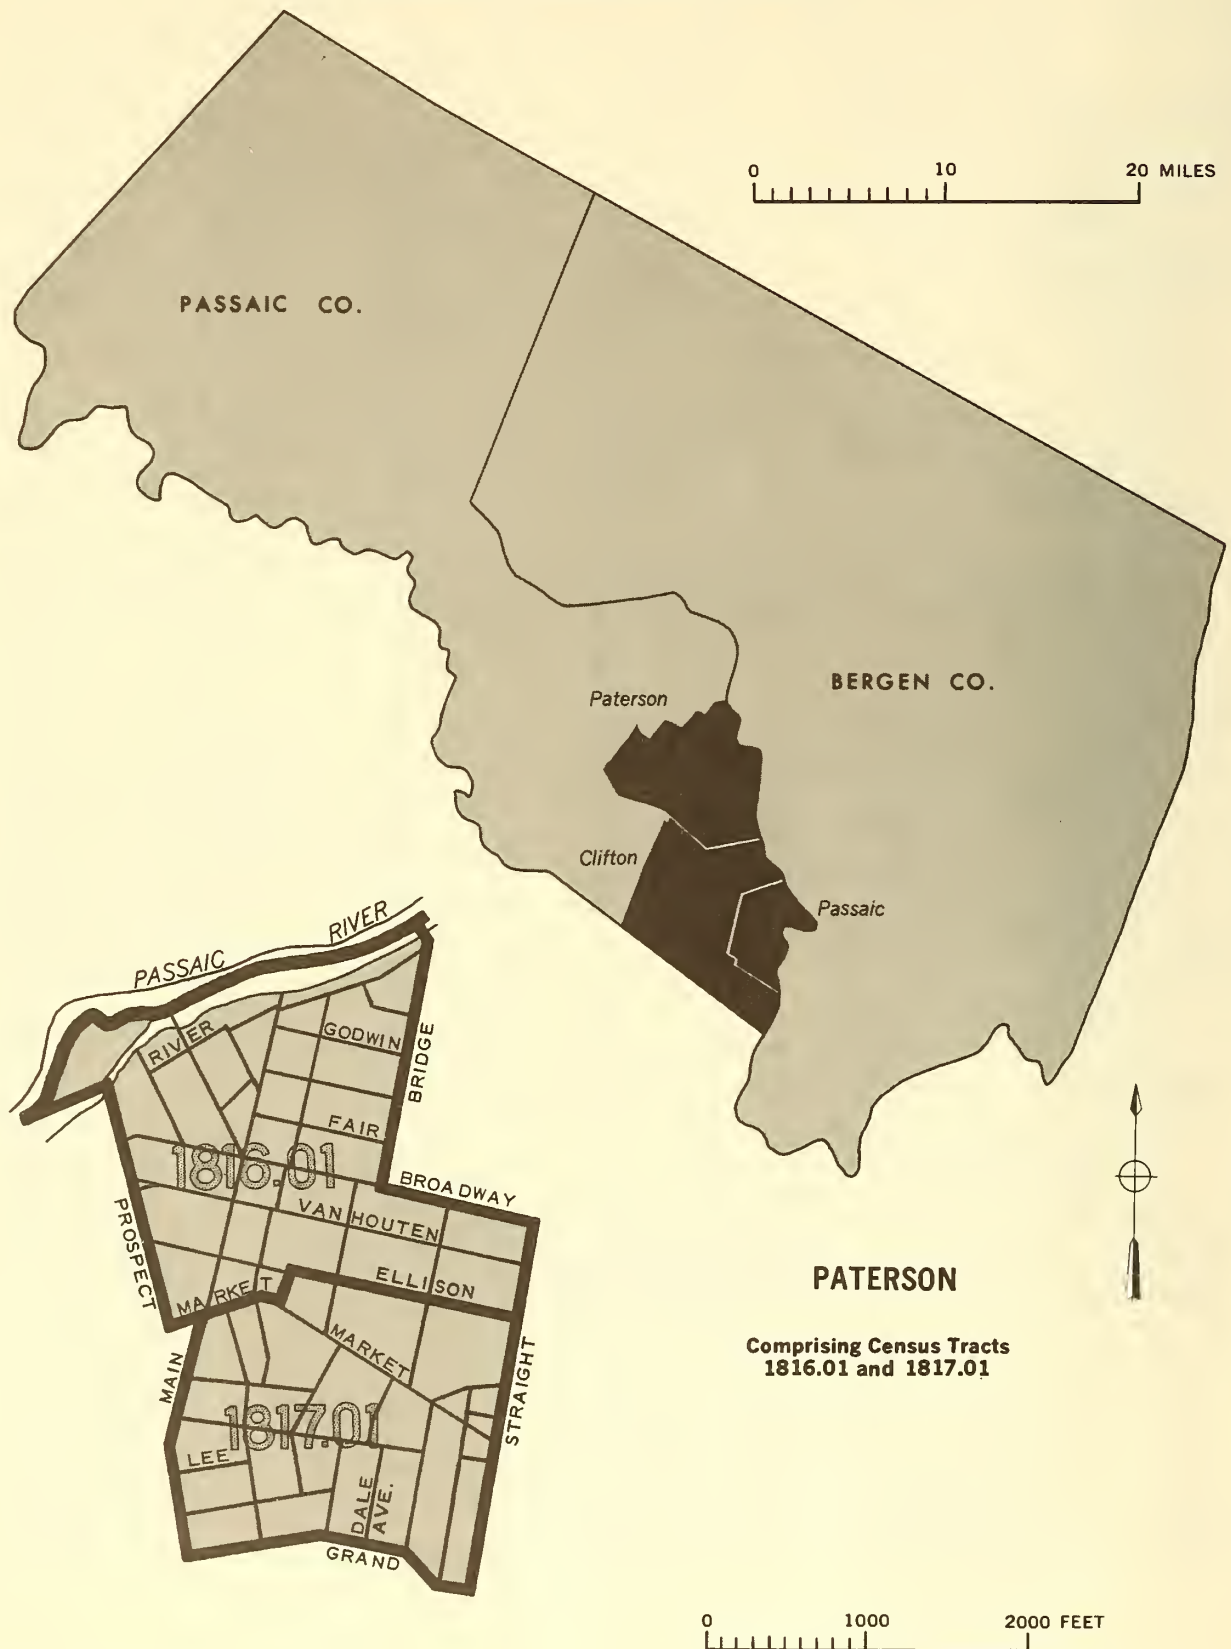 0 10 20 MILES
PASSAIC CO.
BERGEN CO.
Paterson
Clifton
Passaic
PASSAIC RIVER
RIVER
GODWIN
BRIDGE
FAIR
1816.01
BROADWAY
VAN HOUTEN
PROSPECT
ELLISON
MARKET
MARKET
MAIN
STRAIGHT
1817.01
LEE
DALE AVE.
GRAND
PATERSON
Comprising Census Tracts
1816.01 and 1817.01
0 1000 2000 FEET